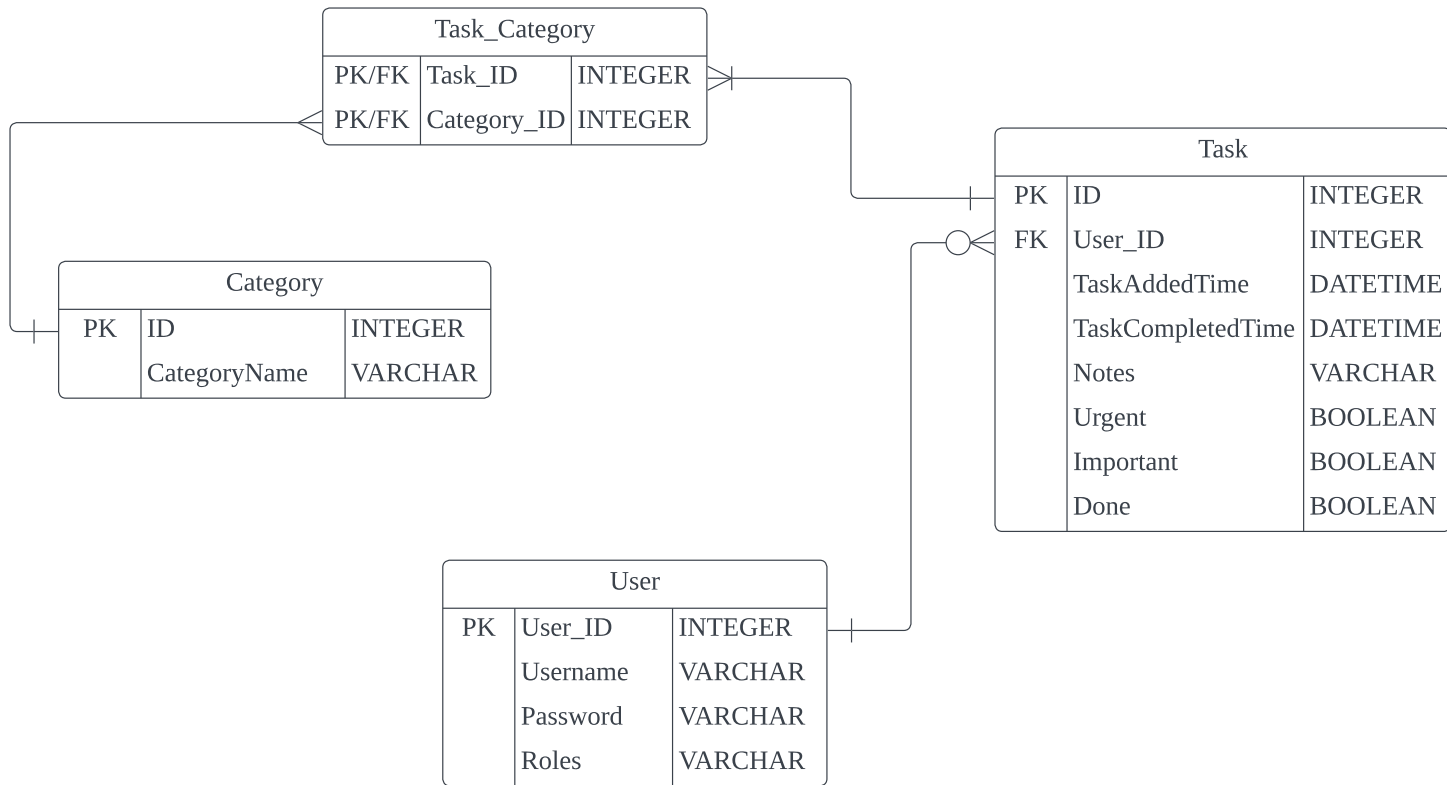 Task_Category
PK/FK Task_ID INTEGER
PK/FK Category_ID INTEGER
Task
PK ID INTEGER
FK User_ID INTEGER
TaskAddedTime DATETIME
TaskCompletedTime DATETIME
Notes VARCHAR
Urgent BOOLEAN
Important BOOLEAN
Done BOOLEAN
Category
PK ID INTEGER
CategoryName VARCHAR
User
PK User_ID INTEGER
Username VARCHAR
Password VARCHAR
Roles VARCHAR